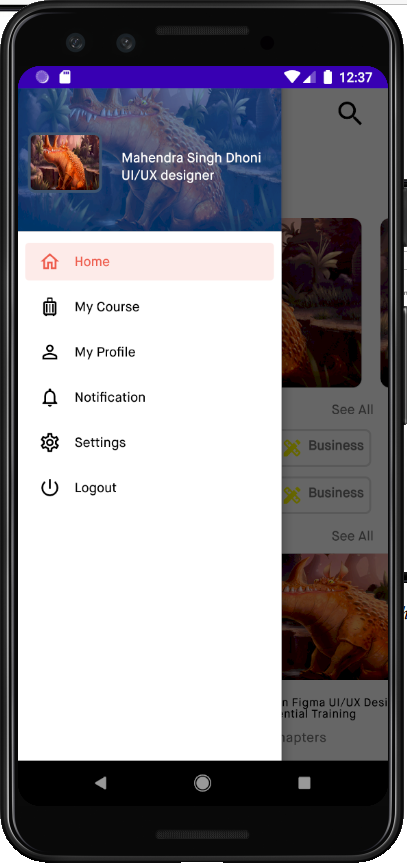 12:37
Mahendra Singh Dhoni
UI/UX designer
Home
My Course
My Profile
Notification
Settings
Logout
See All
Business
Business
See All
n Figma UI/UX Desi
ential Training
hapters